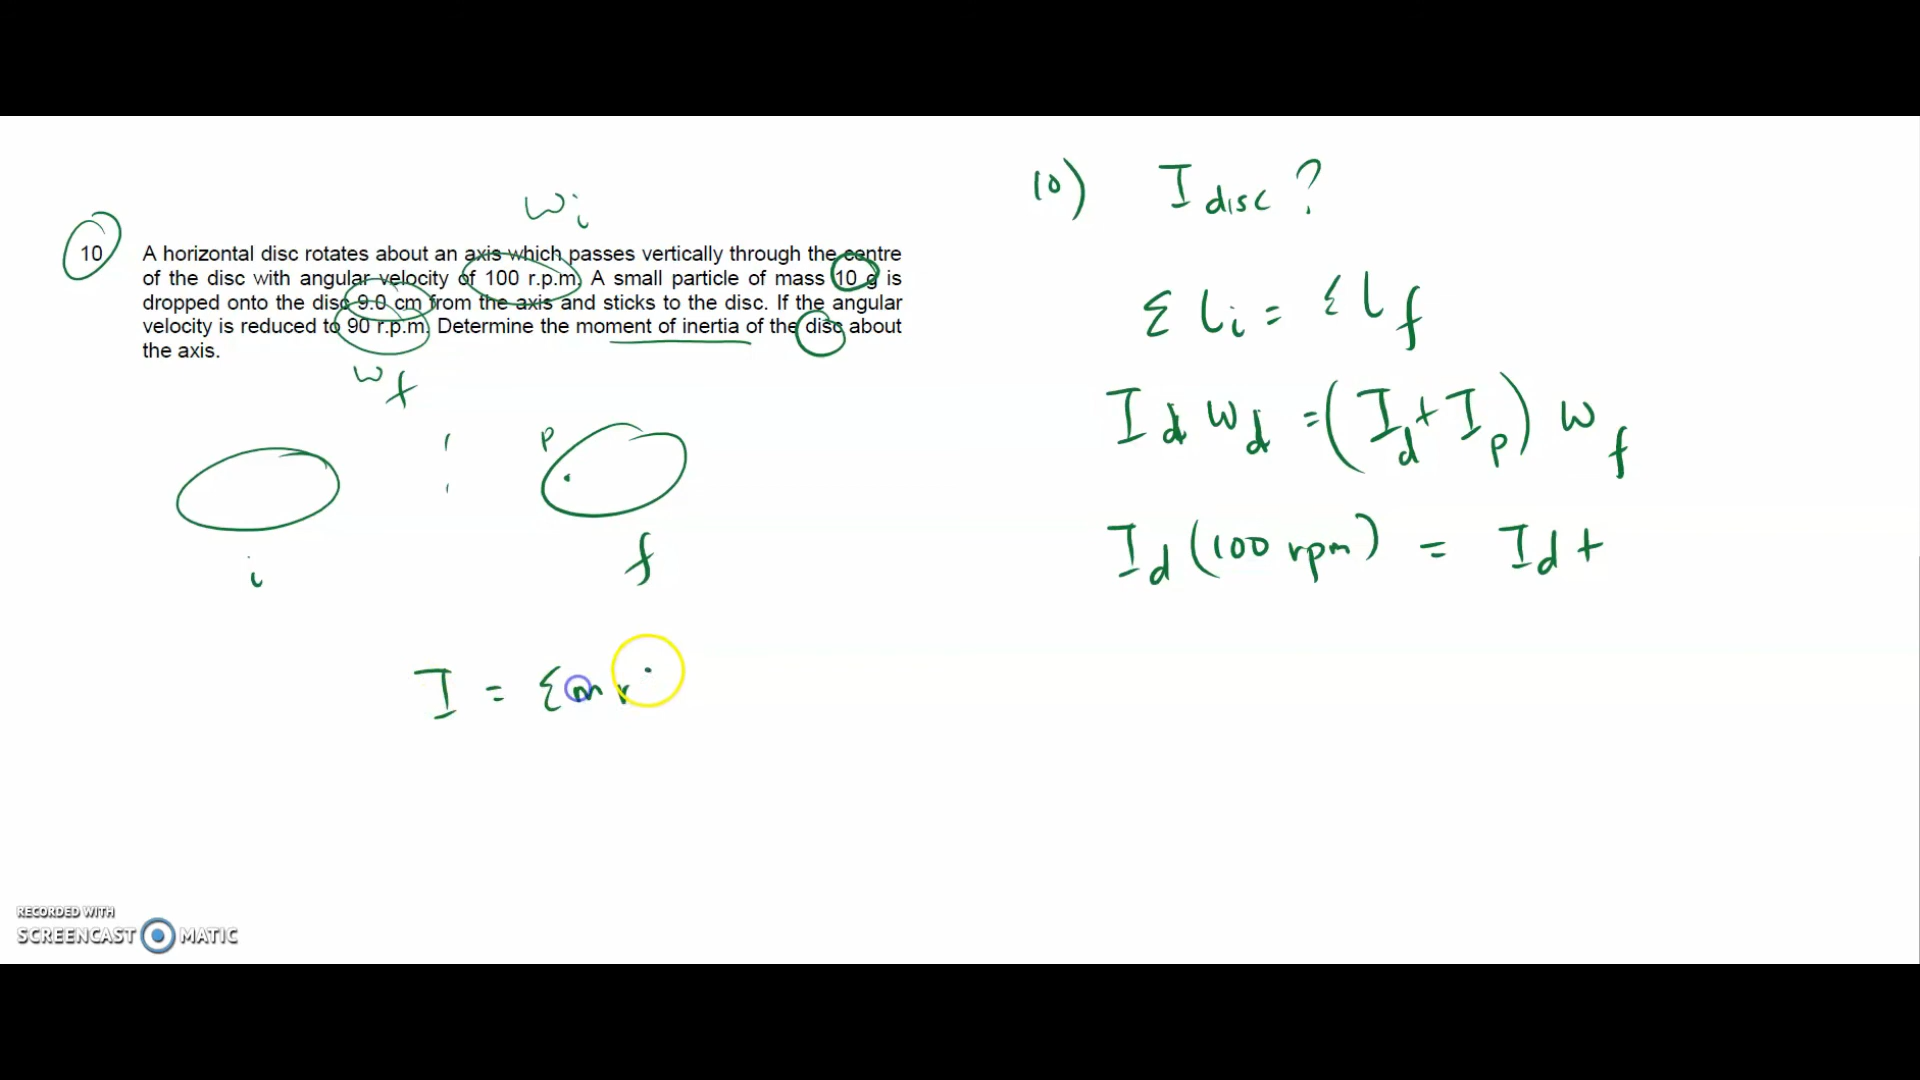 ωi
10 A horizontal disc rotates about an axis which passes vertically through the centre
of the disc with angular velocity of 100 r.p.m. A small particle of mass 10 g is
dropped onto the disc 9.0 cm from the axis and sticks to the disc. If the angular
velocity is reduced to 90 r.p.m. Determine the moment of inertia of the disc about
the axis.
ωf
P
i
f
I = Σmr
10) I disc ?
ΣLi = ΣLf
Id ωd = (Id + Ip) ωf
Id (100 rpm) = Id +
RECORDED WITH
SCREENCAST MATIC